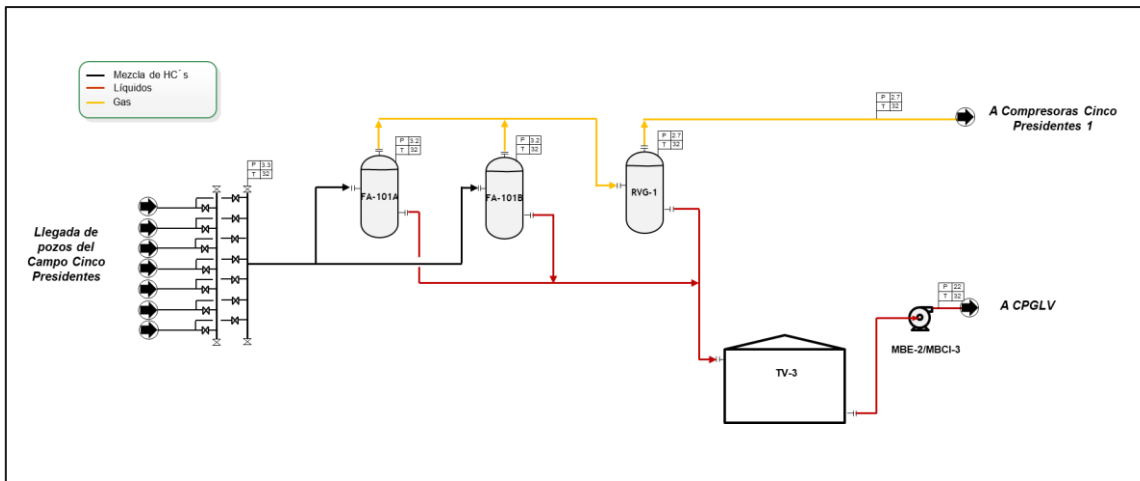 Mezcla de HC´s
Líquidos
Gas
P 2.7
T 32
A Compresoras Cinco
Presidentes 1
P 3.2
T 32
P 3.2
T 32
P 2.7
T 32
P 3.3
T 32
FA-101A
FA-101B
RVG-1
Llegada de
pozos del
Campo Cinco
Presidentes
P 22
T 32
A CPGLV
MBE-2/MBCI-3
TV-3